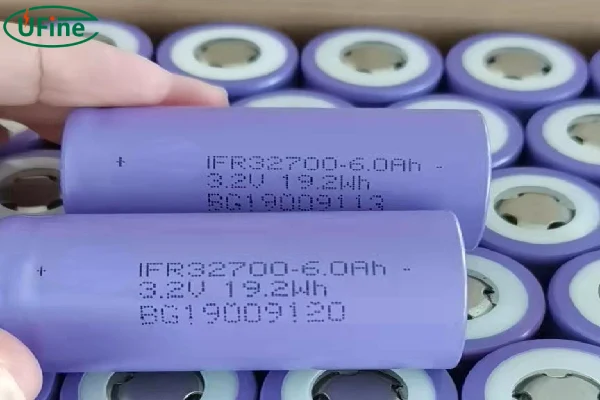 UFine
+ IFR32700-6.0Ah -
3.2V 19.2Wh
BG19009113
+ IFR32700-6.0Ah -
3.2V 19.2Wh
BG19009120